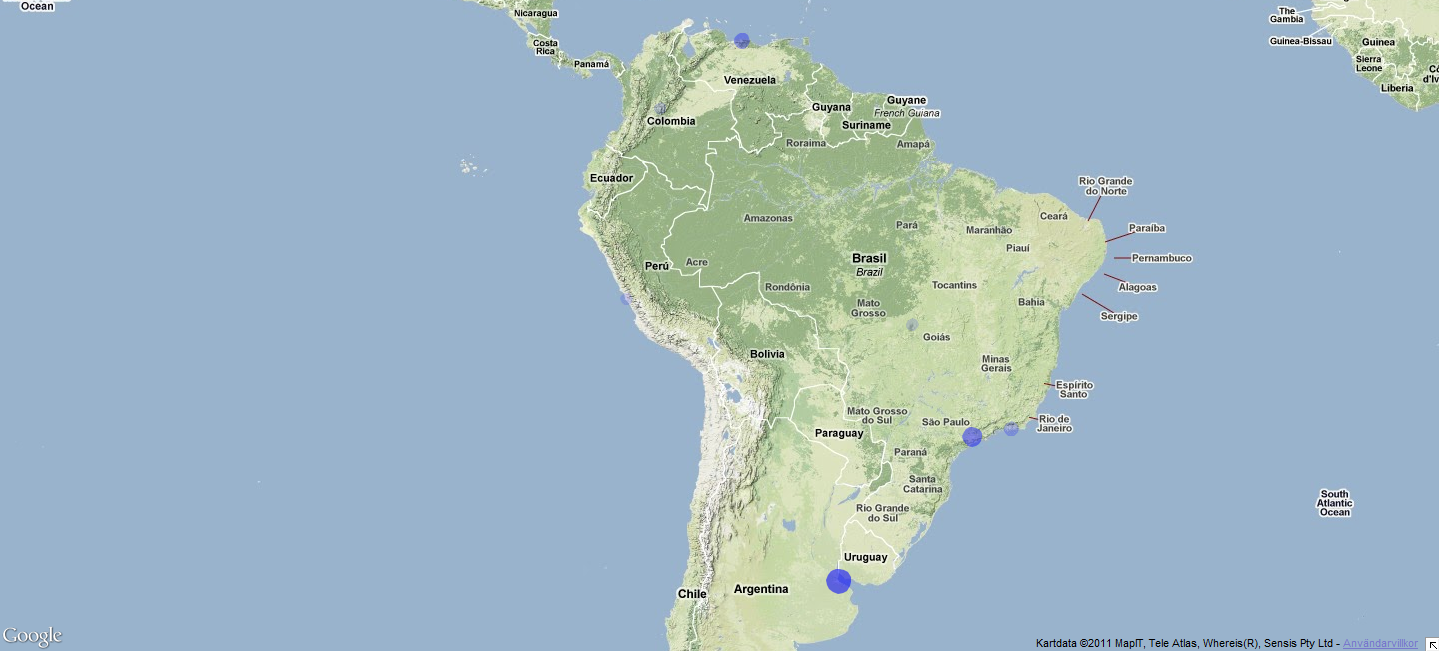 Ocean
Nicaragua
Costa
Rica
Panamá
The
Gambia
Guinea-Bissau
Guinea
Sierra
Leone
Liberia
Venezuela
Colombia
Guyana
Guyane
French Guiana
Suriname
Roraima
Amapá
Ecuador
Rio Grande
do Norte
Ceará
Amazonas
Pará
Maranhão
Paraíba
Piauí
Perú
Acre
Brasil
Brazil
Pernambuco
Rondônia
Tocantins
Alagoas
Mato
Grosso
Bahia
Sergipe
Goiás
Bolivia
Minas
Gerais
Espírito
Santo
Mato Grosso
do Sul
São Paulo
Rio de
Janeiro
Paraguay
Paraná
Santa
Catarina
South
Atlantic
Ocean
Rio Grande
do Sul
Uruguay
Chile
Argentina
Google
Kartdata ©2011 MapIT, Tele Atlas, Whereis(R), Sensis Pty Ltd - Användarvillkor